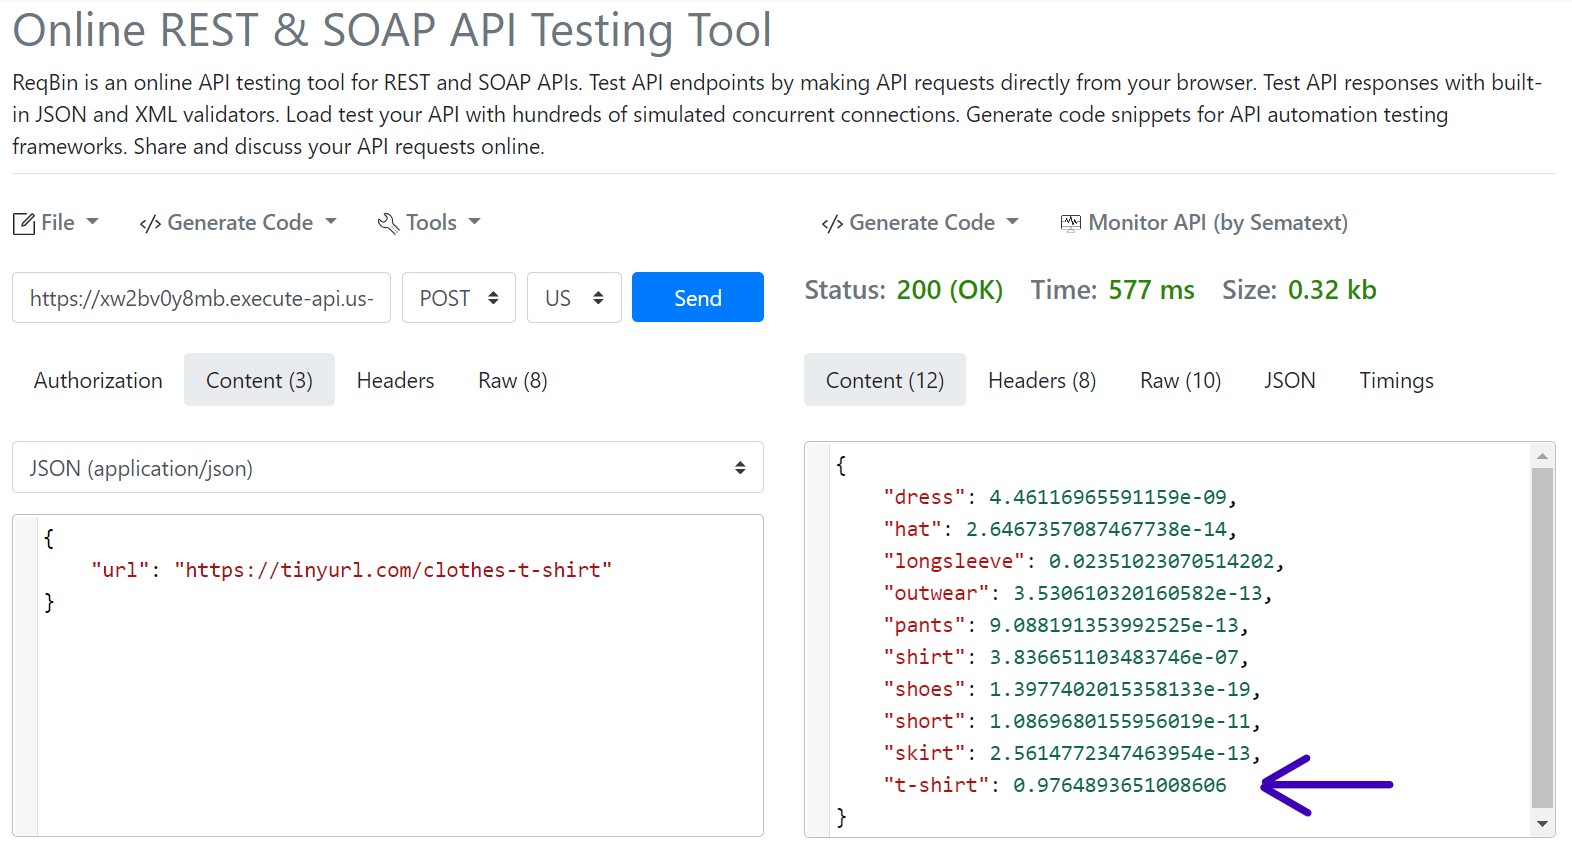 Online REST & SOAP API Testing Tool
ReqBin is an online API testing tool for REST and SOAP APIs. Test API endpoints by making API requests directly from your browser. Test API responses with built-
in JSON and XML validators. Load test your API with hundreds of simulated concurrent connections. Generate code snippets for API automation testing
frameworks. Share and discuss your API requests online.
File
</> Generate Code
Tools
https://xw2bv0y8mb.execute-api.us-
POST
US
Send
Authorization
Content (3)
Headers
Raw (8)
JSON (application/json)
{
"url": "https://tinyurl.com/clothes-t-shirt"
}
</> Generate Code
Monitor API (by Sematext)
Status: 200 (OK) Time: 577 ms Size: 0.32 kb
Content (12)
Headers (8)
Raw (10)
JSON
Timings
{
"dress": 4.46116965591159e-09,
"hat": 2.6467357087467738e-14,
"longsleeve": 0.02351023070514202,
"outwear": 3.530610320160582e-13,
"pants": 9.088191353992525e-13,
"shirt": 3.836651103483746e-07,
"shoes": 1.3977402015358133e-19,
"short": 1.0869680155956019e-11,
"skirt": 2.5614772347463954e-13,
"t-shirt": 0.9764893651008606
}